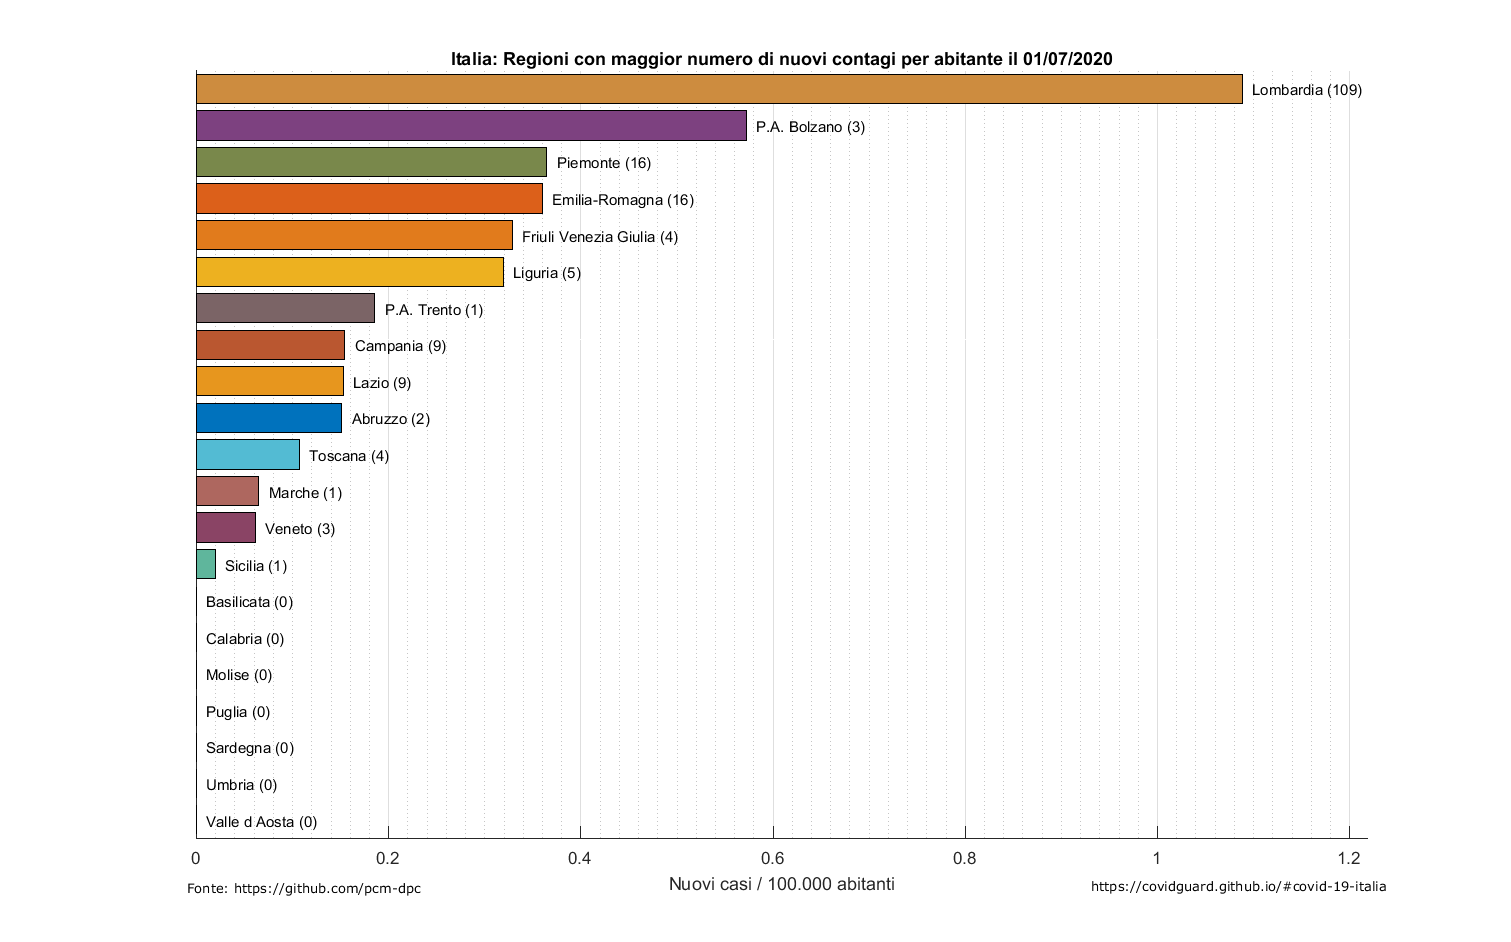 Italia: Regioni con maggior numero di nuovi contagi per abitante il 01/07/2020
Lombardia (109)
P.A. Bolzano (3)
Piemonte (16)
Emilia-Romagna (16)
Friuli Venezia Giulia (4)
Liguria (5)
P.A. Trento (1)
Campania (9)
Lazio (9)
Abruzzo (2)
Toscana (4)
Marche (1)
Veneto (3)
Sicilia (1)
Basilicata (0)
Calabria (0)
Molise (0)
Puglia (0)
Sardegna (0)
Umbria (0)
Valle d Aosta (0)
0 0.2 0.4 0.6 0.8 1 1.2
Nuovi casi / 100.000 abitanti
Fonte: https://github.com/pcm-dpc
https://covidguard.github.io/#covid-19-italia